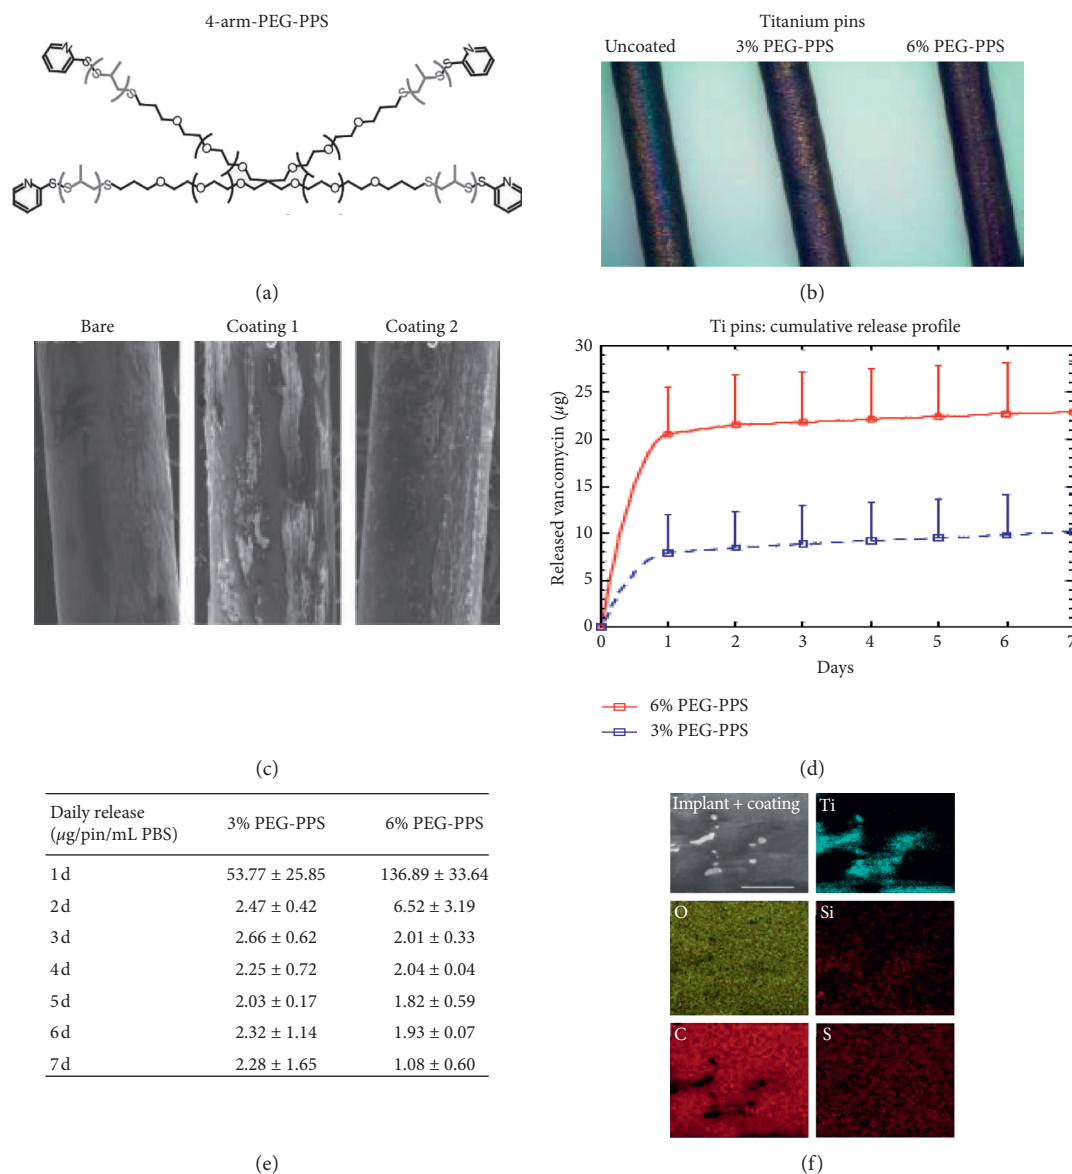 4-arm-PEG-PPS
N
S
S
S
O
O
O
N
S
S
S
O
O
O
N
S
S
S
O
O
O
O
O
O
S
S
S
N
(a)
Titanium pins
Uncoated 3% PEG-PPS 6% PEG-PPS
(b)
Bare Coating 1 Coating 2
(c)
Ti pins: cumulative release profile
Released vancomycin (μg)
30
25
20
15
10
5
0
0 1 2 3 4 5 6 7
Days
6% PEG-PPS
3% PEG-PPS
(d)
Daily release
(μg/pin/mL PBS) 3% PEG-PPS 6% PEG-PPS
1 d 53.77 ± 25.85 136.89 ± 33.64
2 d 2.47 ± 0.42 6.52 ± 3.19
3 d 2.66 ± 0.62 2.01 ± 0.33
4 d 2.25 ± 0.72 2.04 ± 0.04
5 d 2.03 ± 0.17 1.82 ± 0.59
6 d 2.32 ± 1.14 1.93 ± 0.07
7 d 2.28 ± 1.65 1.08 ± 0.60
(e)
Implant + coating Ti
O Si
C S
(f)